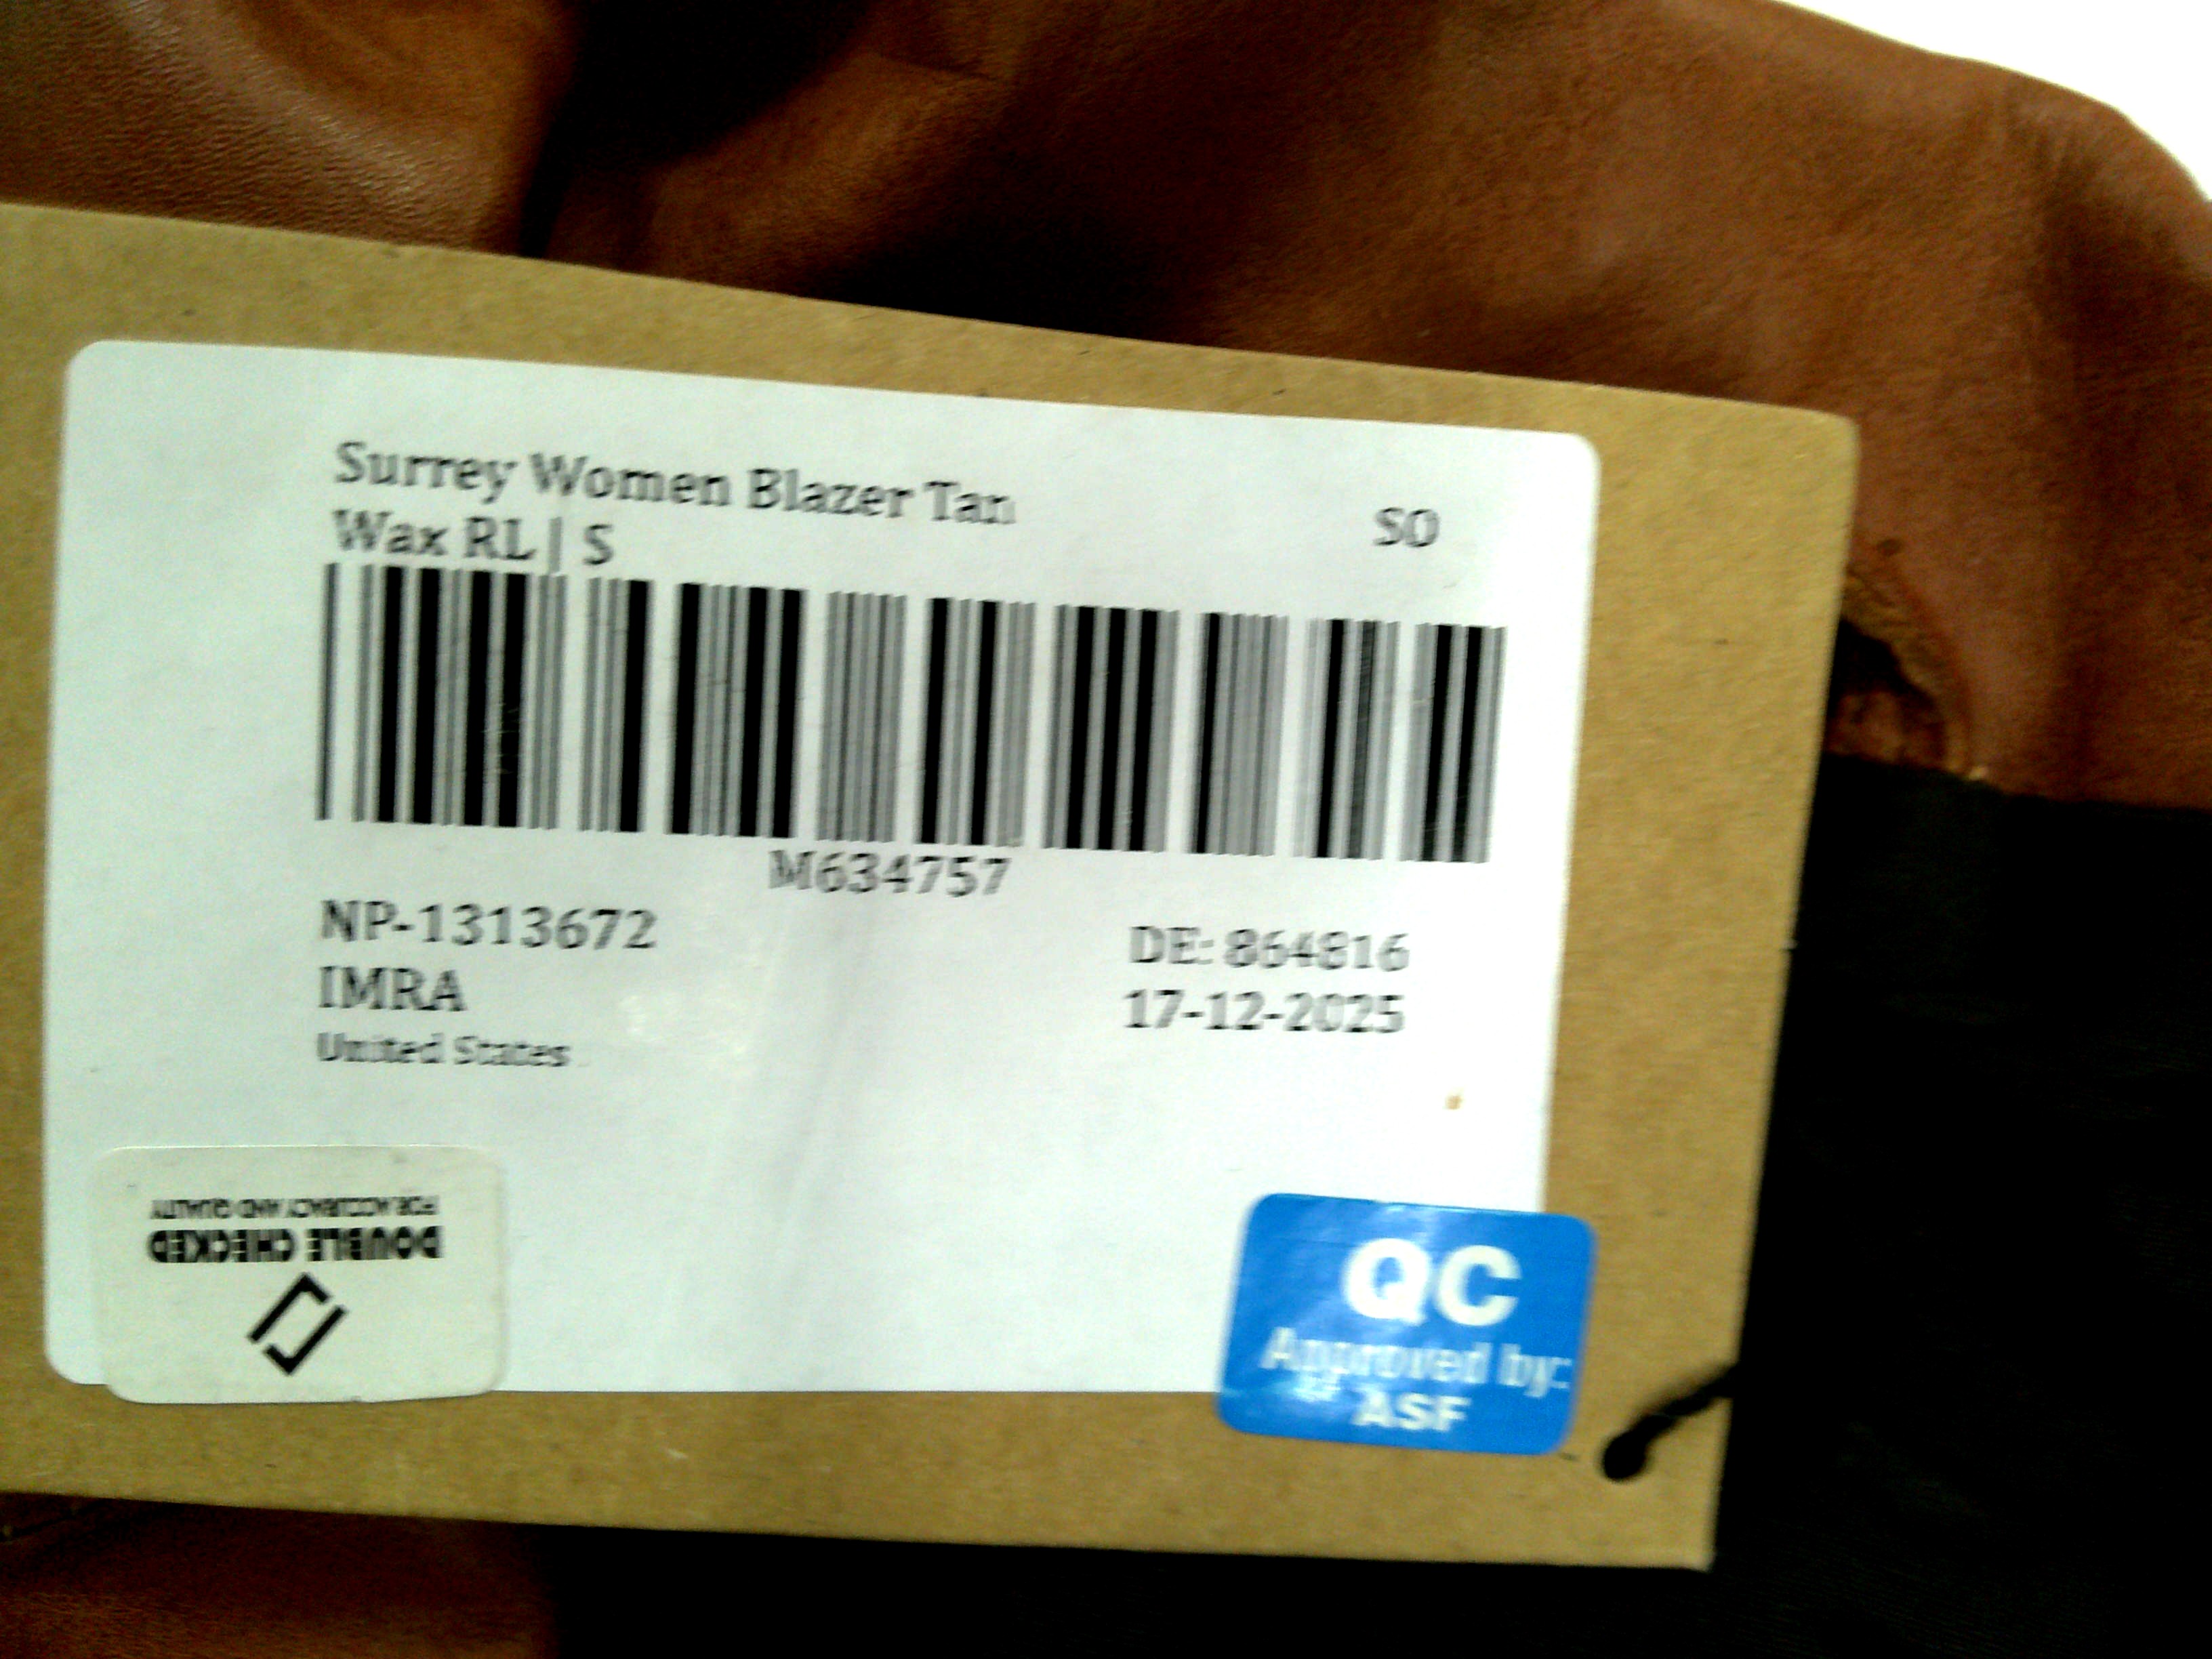 Surrey Women Blazer Tan
Wax RL | S
SO
M634757
NP-1313672
DE: 864816
IMRA
17-12-2025
United States
DOUBLE CHECKED
FOR ACCURACY AND QUALITY
QC
Approved by:
ASF